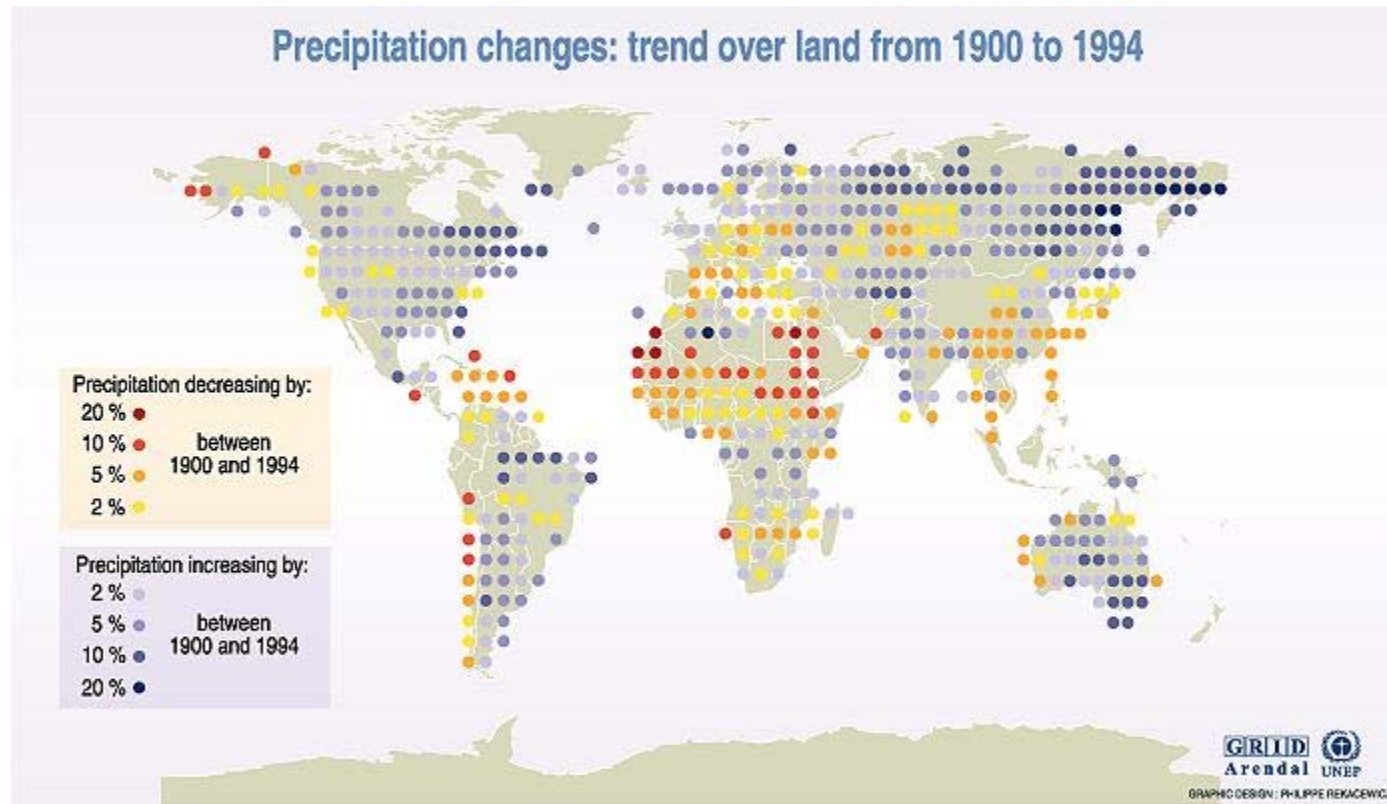 Precipitation changes: trend over land from 1900 to 1994
Precipitation decreasing by:
20 %
10 %
5 %
2 %
between
1900 and 1994
Precipitation increasing by:
2 %
5 %
10 %
20 %
between
1900 and 1994
GRID
Arendal
UNEP
GRAPHIC DESIGN : PHILIPPE REKACEWIC